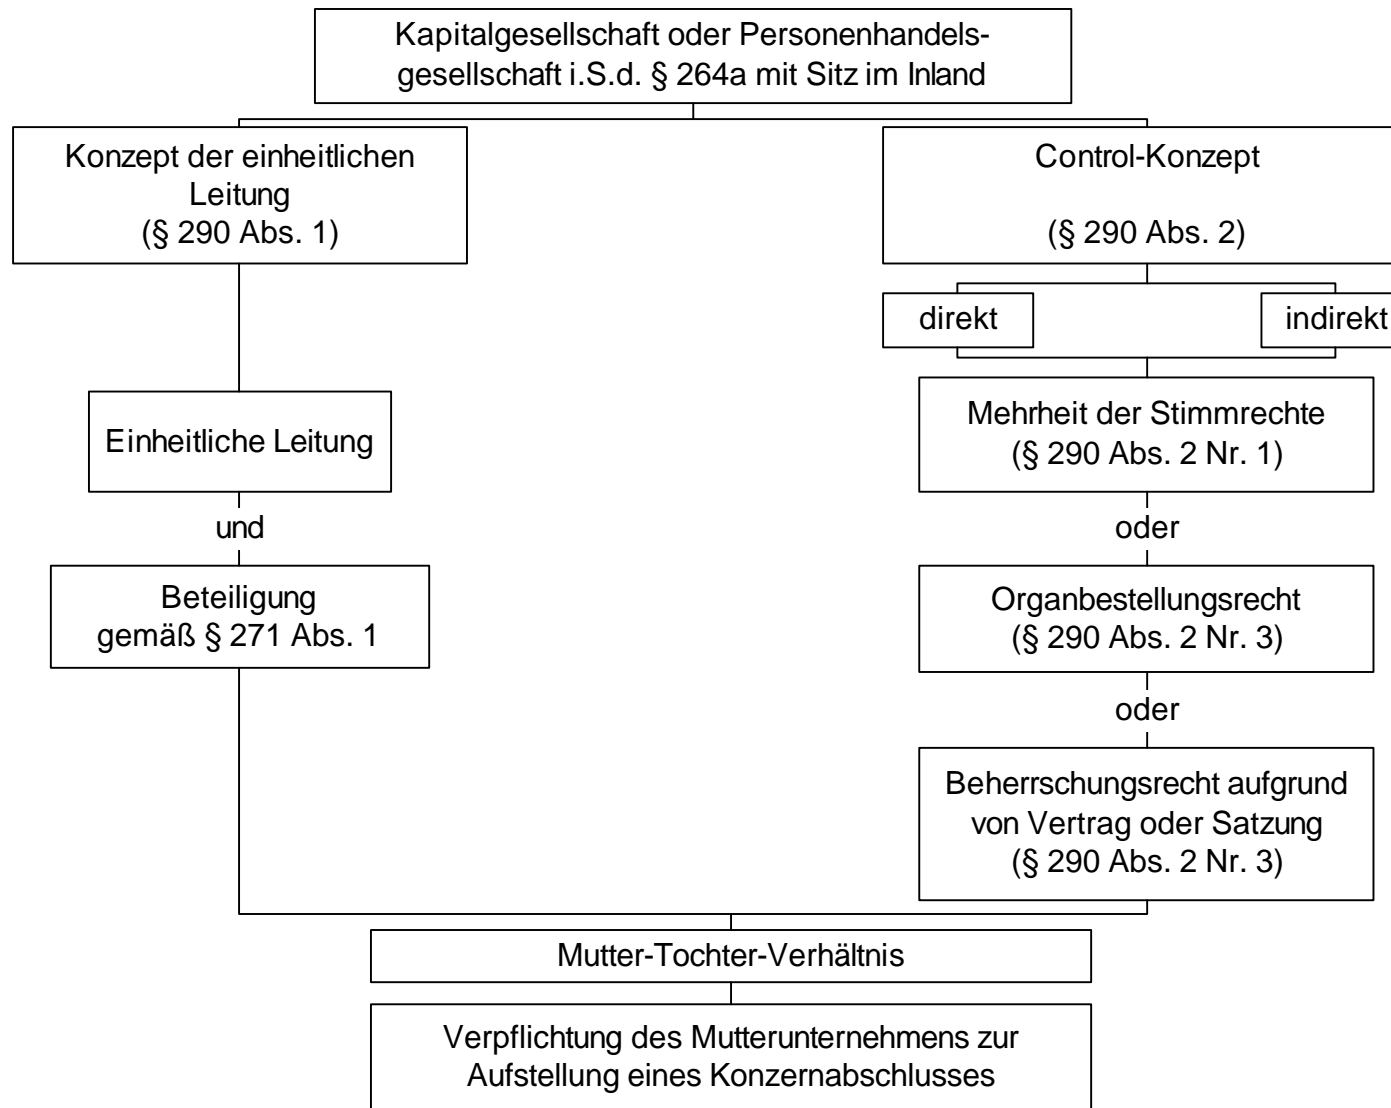 Kapitalgesellschaft oder Personenhandels-
gesellschaft i.S.d. § 264a mit Sitz im Inland
Konzept der einheitlichen
Leitung
(§ 290 Abs. 1)
Control-Konzept
(§ 290 Abs. 2)
direkt
indirekt
Einheitliche Leitung
Mehrheit der Stimmrechte
(§ 290 Abs. 2 Nr. 1)
und
oder
Beteiligung
gemäß § 271 Abs. 1
Organbestellungsrecht
(§ 290 Abs. 2 Nr. 3)
oder
Beherrschungsrecht aufgrund
von Vertrag oder Satzung
(§ 290 Abs. 2 Nr. 3)
Mutter-Tochter-Verhältnis
Verpflichtung des Mutterunternehmens zur
Aufstellung eines Konzernabschlusses